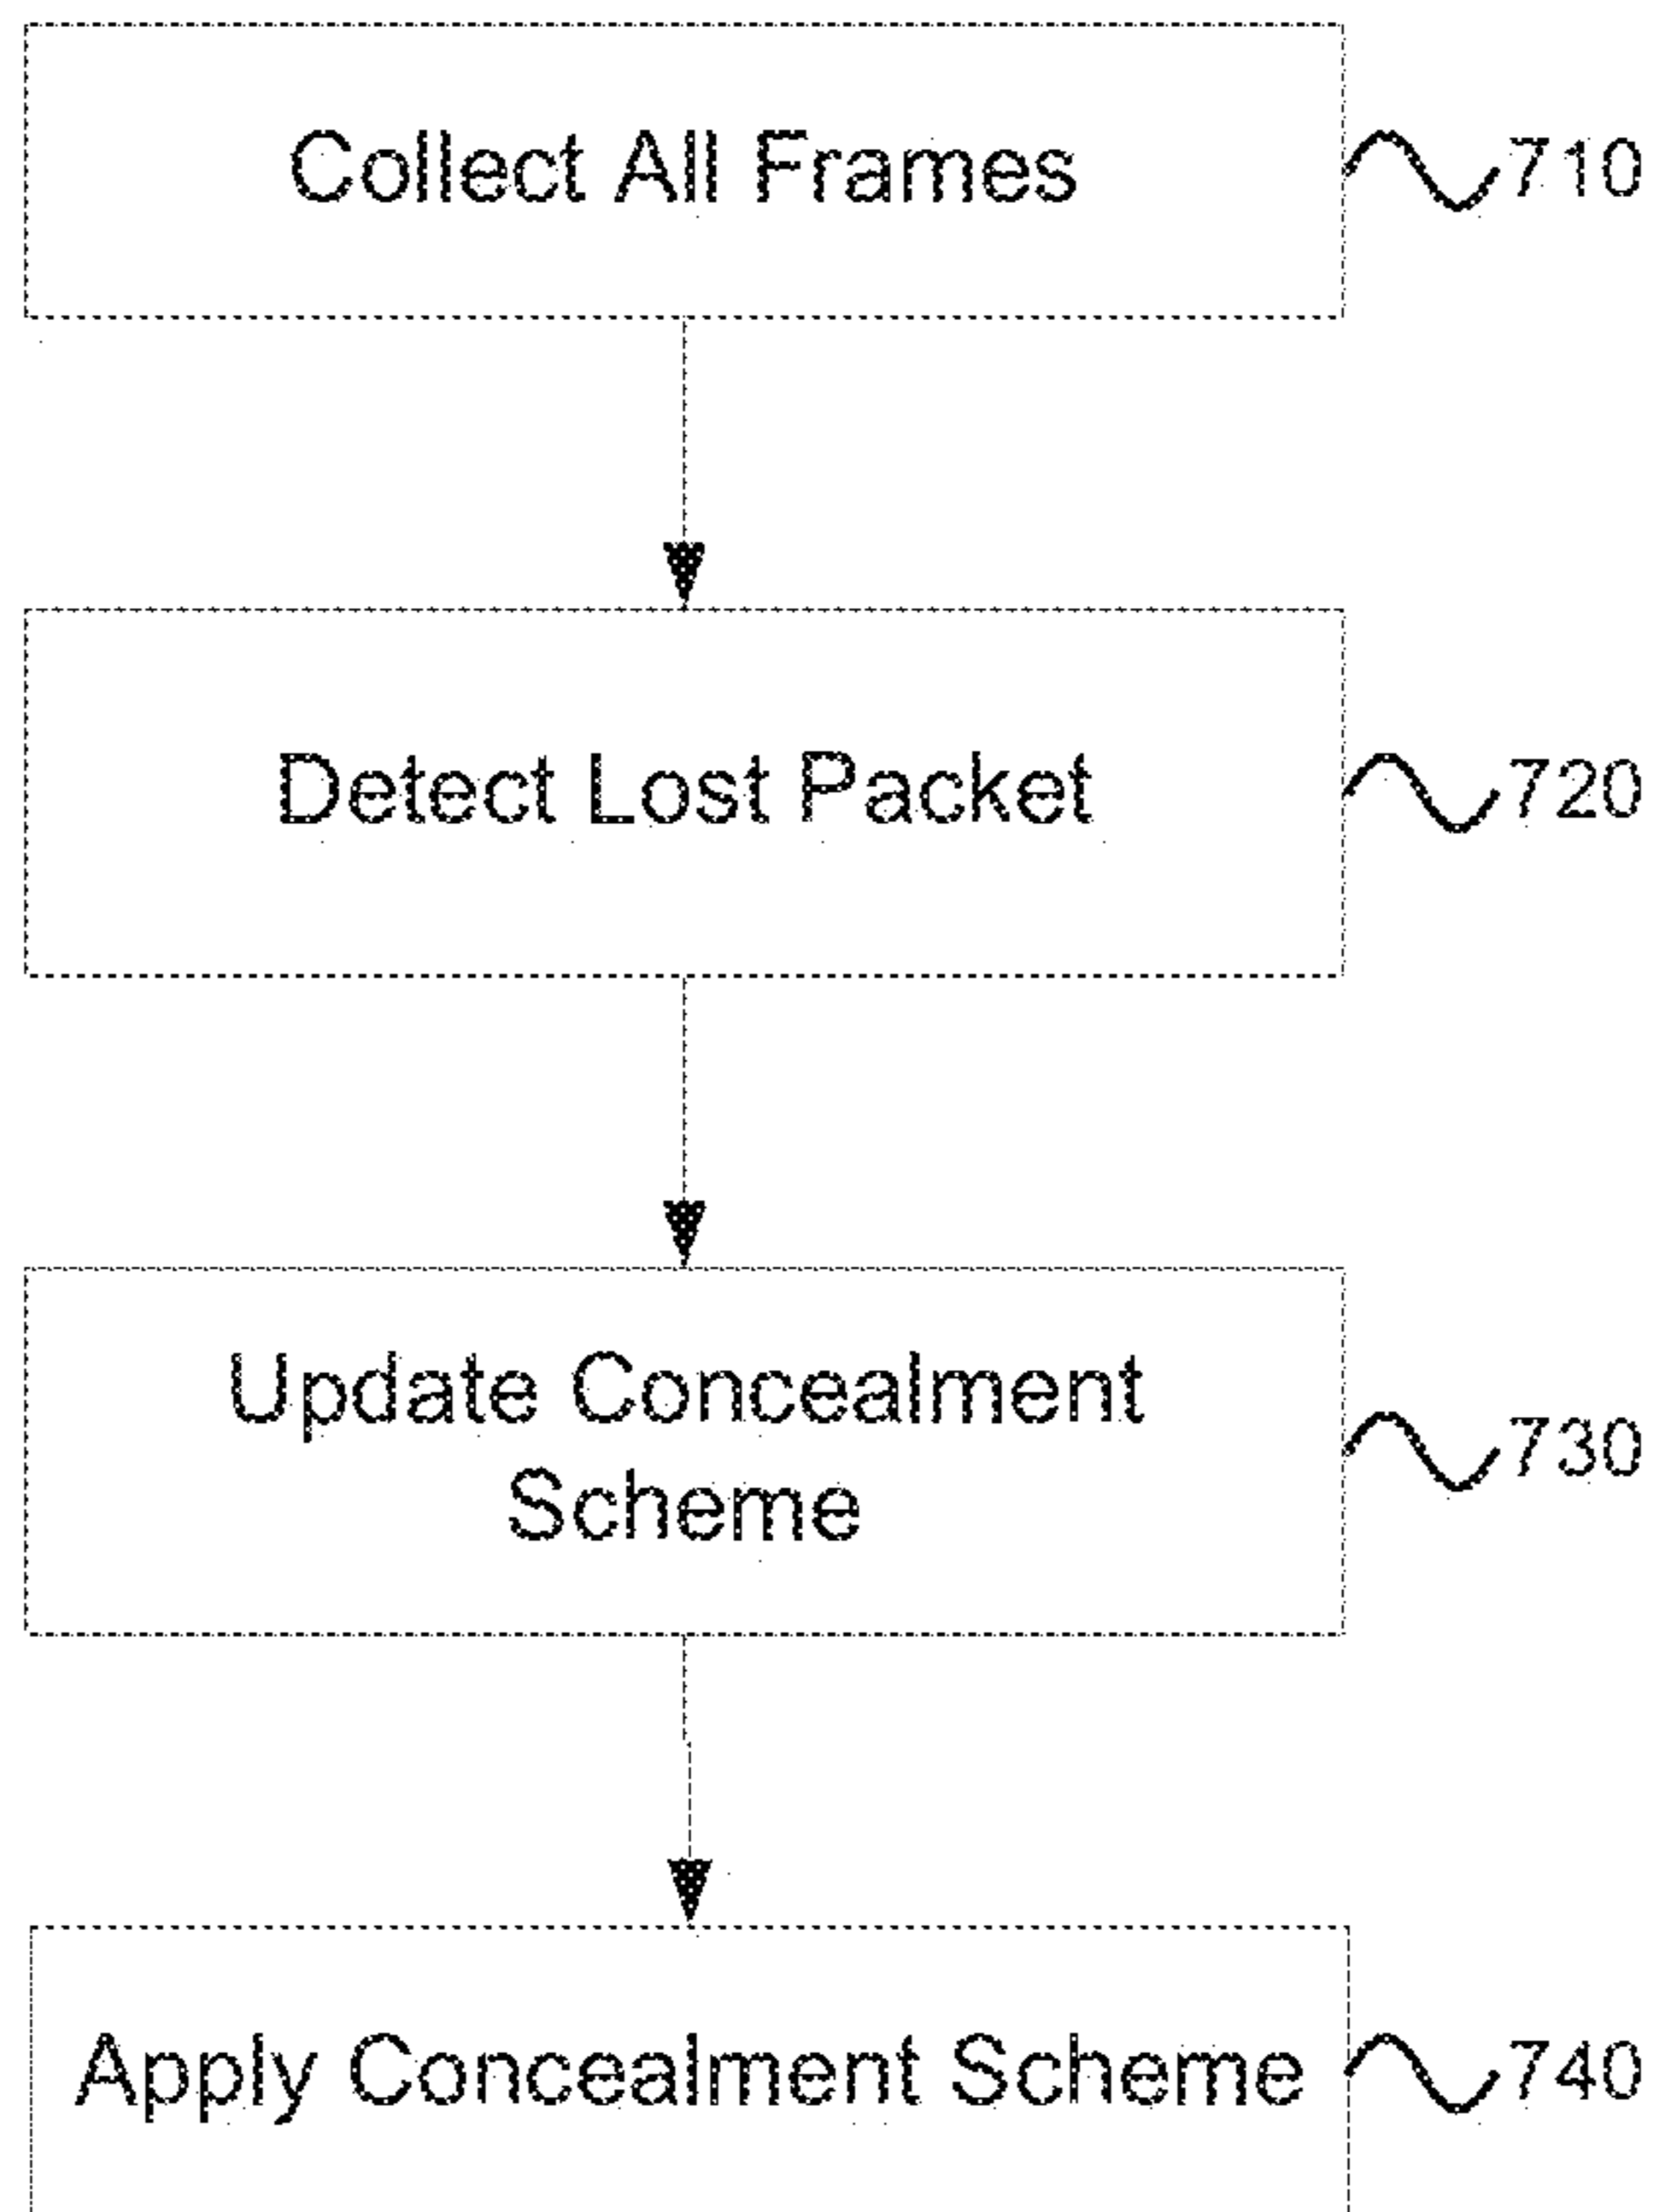 Collect All Frames
710
Detect Lost Packet
720
Update Concealment
Scheme
730
Apply Concealment Scheme
740